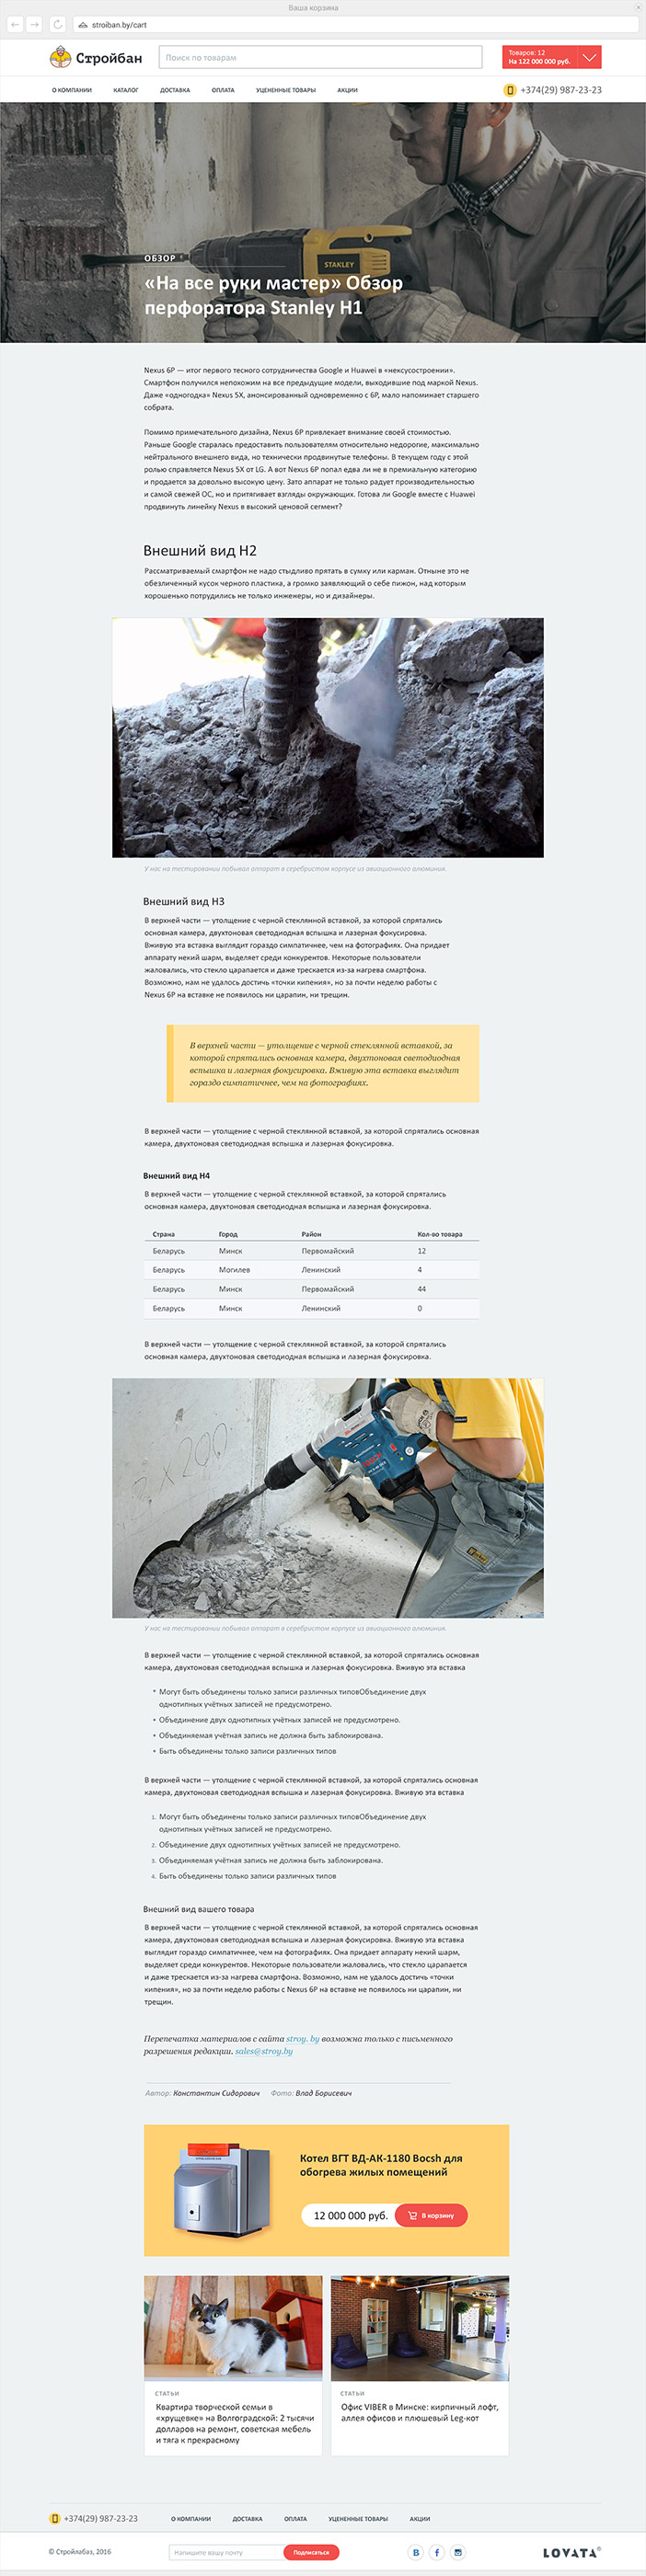 Ваша корзина
stroiban.by/cart
Стройбан
Поиск по товарам
Товаров: 12
На 122 000 000 руб.
О КОМПАНИИ КАТАЛОГ ДОСТАВКА ОПЛАТА УЦЕНЕННЫЕ ТОВАРЫ АКЦИИ
+374(29) 987-23-23
STANLEY
ОБЗОР
«На все руки мастер» Обзор
перфоратора Stanley H1
Nexus 6P — итог первого тесного сотрудничества Google и Huawei в «нексусостроении».
Смартфон получился непохожим на все предыдущие модели, выходившие под маркой Nexus.
Даже «одногодка» Nexus 5X, анонсированный одновременно с 6P, мало напоминает старшего
собрата.
Помимо примечательного дизайна, Nexus 6P привлекает внимание своей стоимостью.
Раньше Google старалась предоставить пользователям относительно недорогие, максимально
нейтрального внешнего вида, но технически продвинутые телефоны. В текущем году с этой
ролью справляется Nexus 5X от LG. А вот Nexus 6P попал едва ли не в премиальную категорию
и продается за довольно высокую цену. Зато аппарат не только радует производительностью
и самой свежей ОС, но и притягивает взгляды окружающих. Готова ли Google вместе с Huawei
продвинуть линейку Nexus в высокий ценовой сегмент?
Внешний вид H2
Рассматриваемый смартфон не надо стыдливо прятать в сумку или карман. Отныне это не
обезличенный кусок черного пластика, а громко заявляющий о себе пижон, над которым
хорошенько потрудились не только инженеры, но и дизайнеры.
У нас на тестировании побывал аппарат в серебристом корпусе из авиационного алюминия.
Внешний вид H3
В верхней части — утолщение с черной стеклянной вставкой, за которой спрятались
основная камера, двухтоновая светодиодная вспышка и лазерная фокусировка.
Вживую эта вставка выглядит гораздо симпатичнее, чем на фотографиях. Она придает
аппарату некий шарм, выделяет среди конкурентов. Некоторые пользователи
жаловались, что стекло царапается и даже трескается из-за нагрева смартфона.
Возможно, нам не удалось достичь «точки кипения», но за почти неделю работы с
Nexus 6P на вставке не появилось ни царапин, ни трещин.
В верхней части — утолщение с черной стеклянной вставкой, за
которой спрятались основная камера, двухтоновая светодиодная
вспышка и лазерная фокусировка. Вживую эта вставка выглядит
гораздо симпатичнее, чем на фотографиях.
В верхней части — утолщение с черной стеклянной вставкой, за которой спрятались основная
камера, двухтоновая светодиодная вспышка и лазерная фокусировка.
Внешний вид H4
В верхней части — утолщение с черной стеклянной вставкой, за которой спрятались
основная камера, двухтоновая светодиодная вспышка и лазерная фокусировка.
Страна Город Район Кол-во товара
Беларусь Минск Первомайский 12
Беларусь Могилев Ленинский 4
Беларусь Минск Первомайский 44
Беларусь Минск Ленинский 0
В верхней части — утолщение с черной стеклянной вставкой, за которой спрятались
основная камера, двухтоновая светодиодная вспышка и лазерная фокусировка.
2 x 200
BOSCH
У нас на тестировании побывал аппарат в серебристом корпусе из авиационного алюминия.
В верхней части — утолщение с черной стеклянной вставкой, за которой спрятались основная
камера, двухтоновая светодиодная вспышка и лазерная фокусировка. Вживую эта вставка
• Могут быть объединены только записи различных типовОбъединение двух
однотипных учётных записей не предусмотрено.
• Объединение двух однотипных учётных записей не предусмотрено.
• Объединяемая учётная запись не должна быть заблокирована.
• Быть объединены только записи различных типов
В верхней части — утолщение с черной стеклянной вставкой, за которой спрятались основная
камера, двухтоновая светодиодная вспышка и лазерная фокусировка. Вживую эта вставка
1. Могут быть объединены только записи различных типовОбъединение двух
однотипных учётных записей не предусмотрено.
2. Объединение двух однотипных учётных записей не предусмотрено.
3. Объединяемая учётная запись не должна быть заблокирована.
4. Быть объединены только записи различных типов
Внешний вид вашего товара
В верхней части — утолщение с черной стеклянной вставкой, за которой спрятались основная
камера, двухтоновая светодиодная вспышка и лазерная фокусировка. Вживую эта вставка
выглядит гораздо симпатичнее, чем на фотографиях. Она придает аппарату некий шарм,
выделяет среди конкурентов. Некоторые пользователи жаловались, что стекло царапается
и даже трескается из-за нагрева смартфона. Возможно, нам не удалось достичь «точки
кипения», но за почти неделю работы с Nexus 6P на вставке не появилось ни царапин, ни
трещин.
Перепечатка материалов с сайта stroy. by возможна только с письменного
разрешения редакции. sales@stroy.by
Автор: Константин Сидорович Фото: Влад Борисевич
Котел ВГТ ВД-АК-1180 Bocsh для
обогрева жилых помещений
12 000 000 руб. В корзину
СТАТЬИ
Квартира творческой семьи в
«хрущевке» на Волгоградской: 2 тысячи
долларов на ремонт, советская мебель
и тяга к прекрасному
СТАТЬИ
Офис VIBER в Минске: кирпичный лофт,
аллея офисов и плюшевый Leg-кот
+374(29) 987-23-23 О КОМПАНИИ ДОСТАВКА ОПЛАТА УЦЕНЕННЫЕ ТОВАРЫ АКЦИИ
© Стройлабаз, 2016
Напишите вашу почту Подписаться
LOVATA®